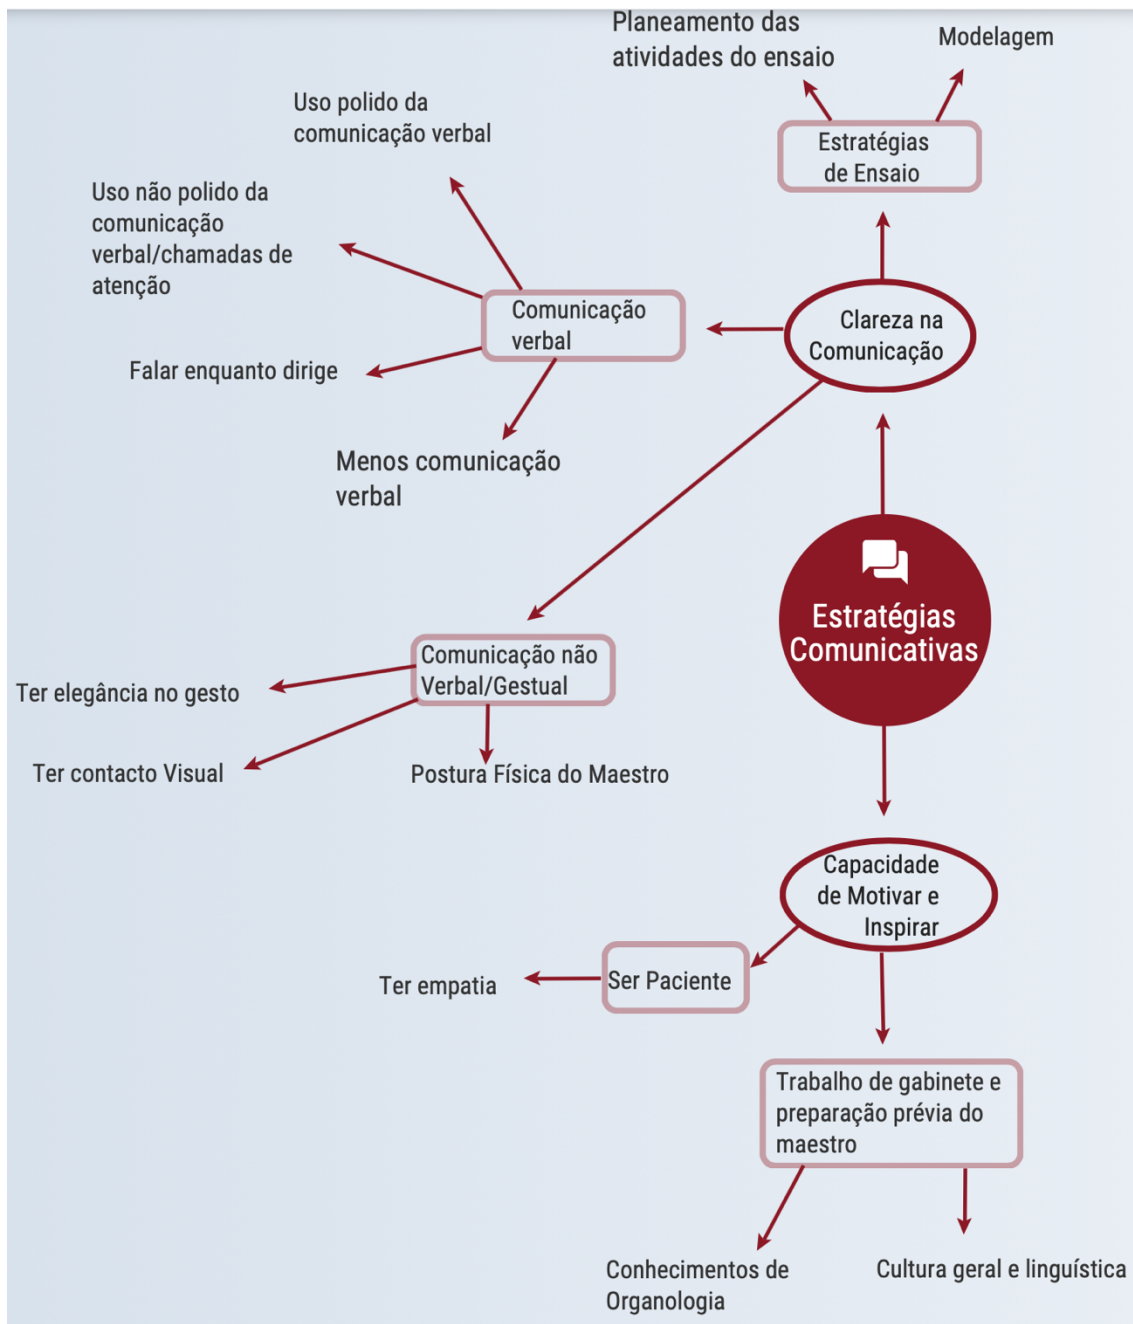 Planeamento das
atividades do ensaio
Modelagem
Estratégias
de Ensaio
Uso polido da
comunicação verbal
Uso não polido da
comunicação
verbal/chamadas de
atenção
Comunicação
verbal
Clareza na
Comunicação
Falar enquanto dirige
Menos comunicação
verbal
Estratégias
Comunicativas
Comunicação não
Verbal/Gestual
Ter elegância no gesto
Ter contacto Visual
Postura Física do Maestro
Capacidade
de Motivar e
Inspirar
Ser Paciente
Ter empatia
Trabalho de gabinete e
preparação prévia do
maestro
Conhecimentos de
Organologia
Cultura geral e linguística